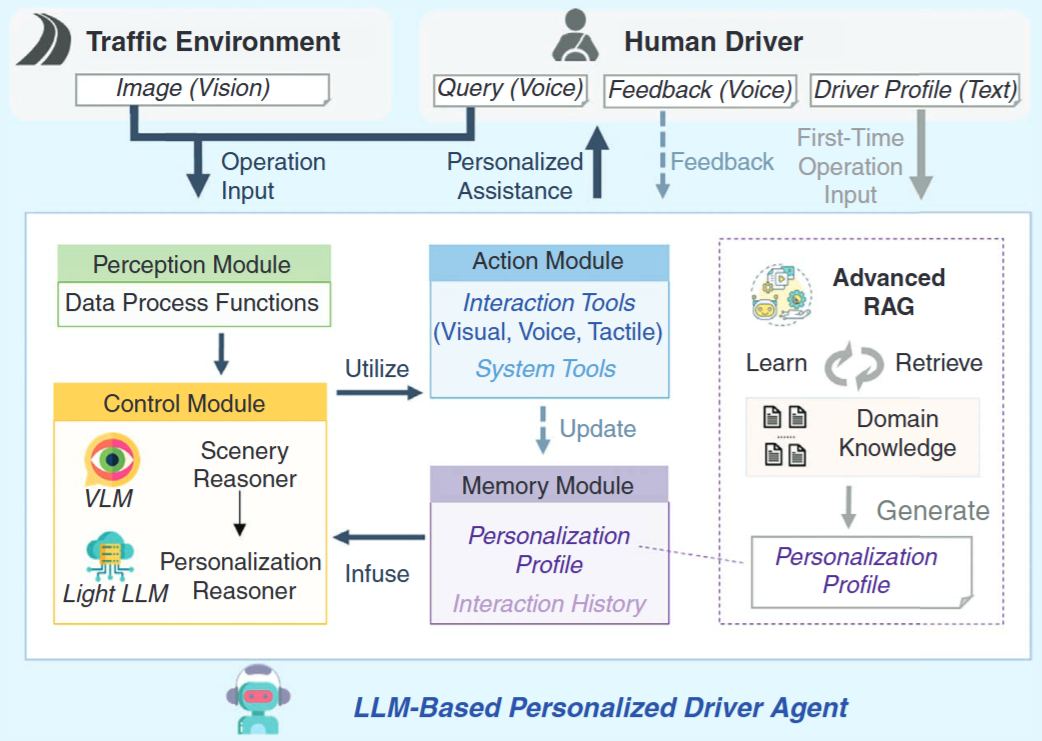 Traffic Environment
Image (Vision)
Human Driver
Query (Voice)
Feedback (Voice)
Driver Profile (Text)
Operation
Input
Personalized
Assistance
Feedback
First-Time
Operation
Input
Perception Module
Data Process Functions
Control Module
VLM
Scenery
Reasoner
Light LLM
Personalization
Reasoner
Utilize
Infuse
Action Module
Interaction Tools
(Visual, Voice, Tactile)
System Tools
Update
Memory Module
Personalization
Profile
Interaction History
Advanced
RAG
Learn
Retrieve
Domain
Knowledge
Generate
Personalization
Profile
LLM-Based Personalized Driver Agent